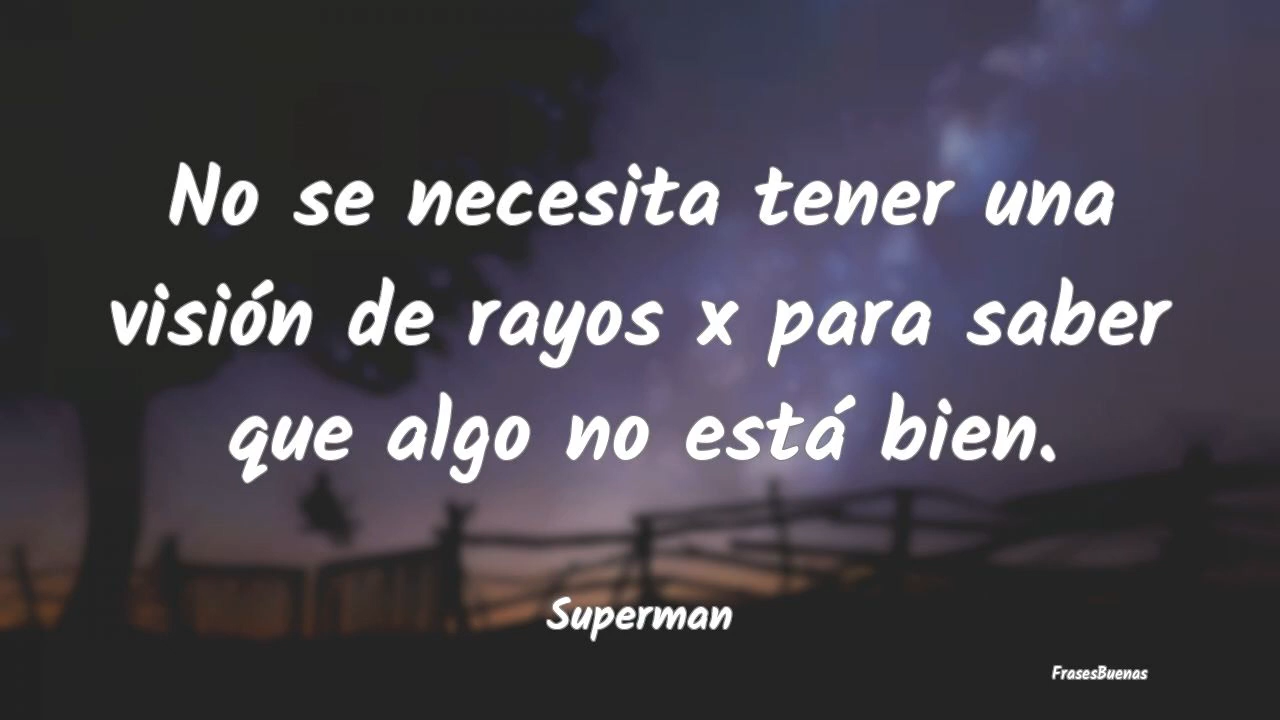 No se necesita tener una
visión de rayos x para saber
que algo no está bien.
Superman
FrasesBuenas